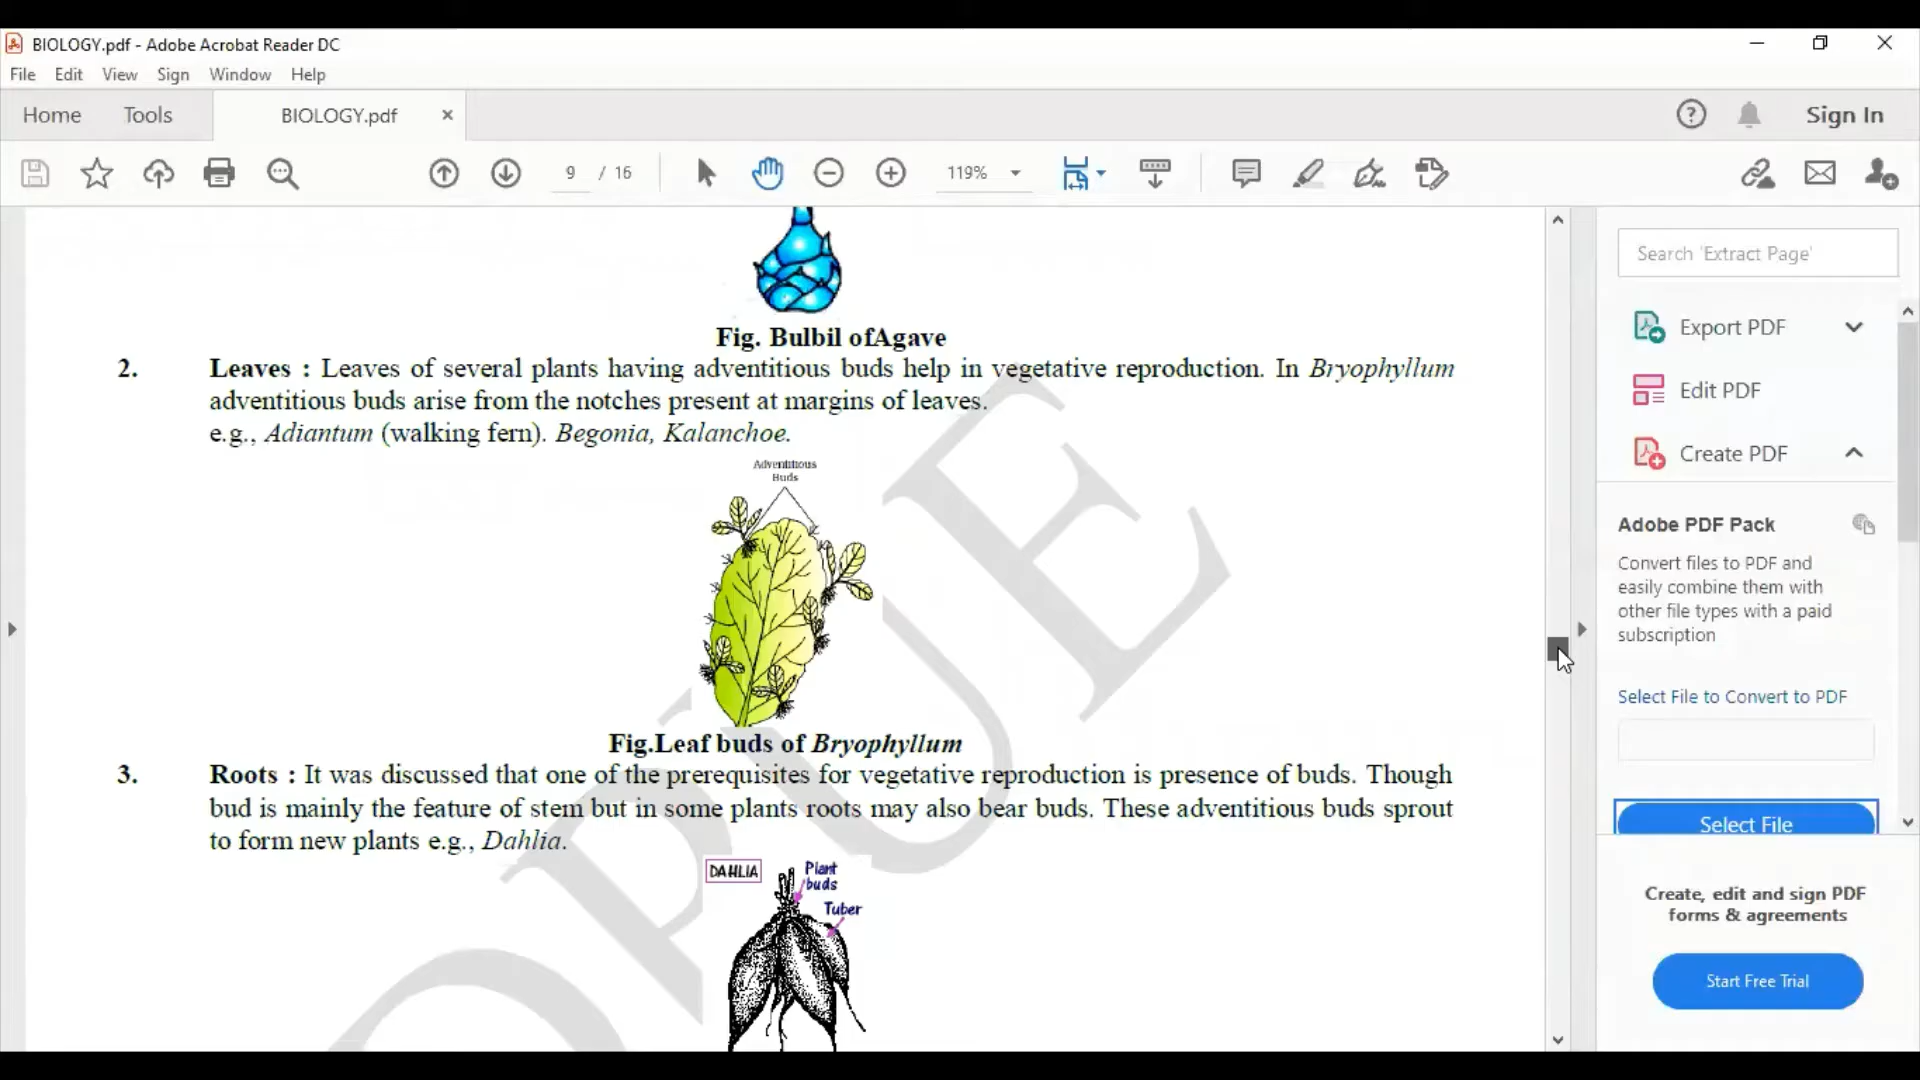 BIOLOGY.pdf - Adobe Acrobat Reader DC
File Edit View Sign Window Help
Home Tools BIOLOGY.pdf × Sign In
9 / 16 119%
Fig. Bulbil ofAgave
2. Leaves : Leaves of several plants having adventitious buds help in vegetative reproduction. In Bryophyllum
adventitious buds arise from the notches present at margins of leaves.
e.g., Adiantum (walking fern). Begonia, Kalanchoe.
Adventitious
Buds
Fig.Leaf buds of Bryophyllum
3. Roots : It was discussed that one of the prerequisites for vegetative reproduction is presence of buds. Though
bud is mainly the feature of stem but in some plants roots may also bear buds. These adventitious buds sprout
to form new plants e.g., Dahlia.
DAHLIA
Plant
buds
Tuber
OPUE
Search 'Extract Page'
Export PDF
Edit PDF
Create PDF
Adobe PDF Pack
Convert files to PDF and
easily combine them with
other file types with a paid
subscription
Select File to Convert to PDF
Select File
Create, edit and sign PDF
forms & agreements
Start Free Trial